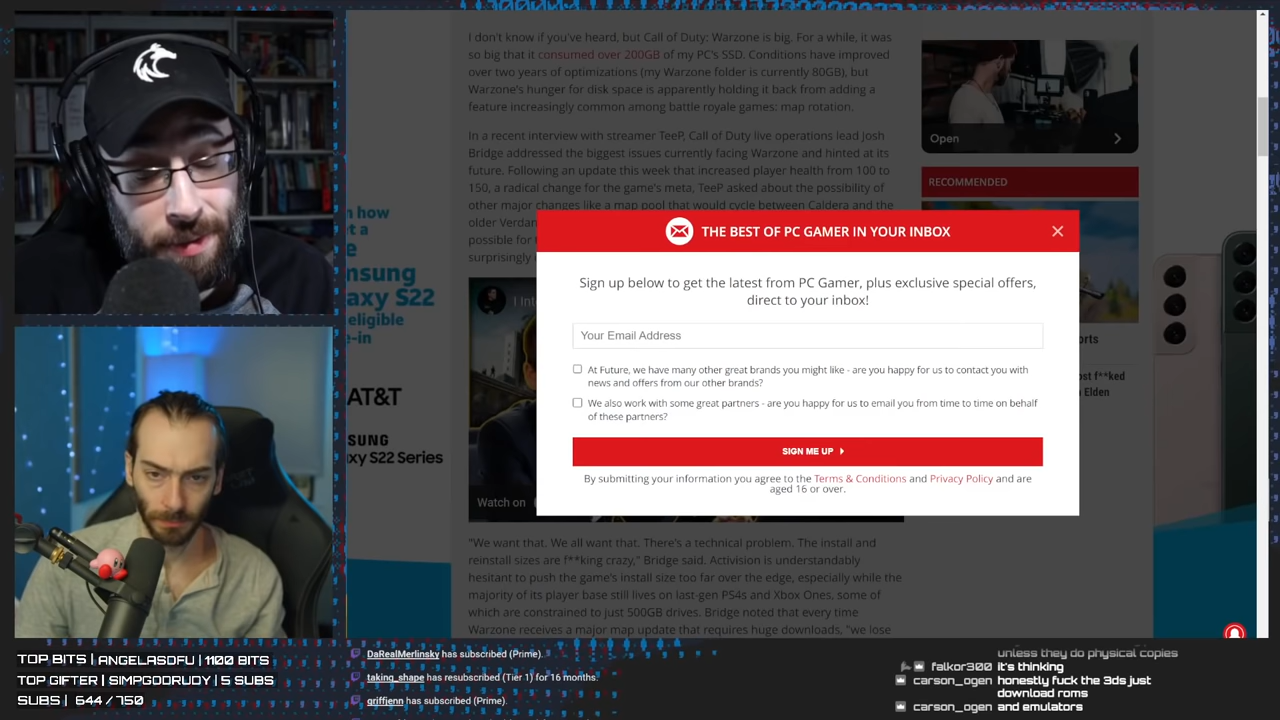 I don't know if you've heard, but Call of Duty: Warzone is big. For a while, it was
so big that it consumed over 200GB of my PC's SSD. Conditions have improved
over two years of optimizations (my Warzone folder is currently 80GB), but
Warzone's hunger for disk space is apparently holding it back from adding a
feature increasingly common among battle royale games: map rotation.
In a recent interview with streamer TeeP, Call of Duty live operations lead Josh
Bridge addressed the biggest issues currently facing Warzone and hinted at its
future. Following an update this week that increased player health from 100 to
150, a radical change for the game's meta, TeeP asked about the possibility of
other major changes like a map pool that would cycle between Caldera and the
older Verdan
possible for t
surprisingly
Open
RECOMMENDED
how
et a
eligible
e-in
AT&T
S22
S22 Series
THE BEST OF PC GAMER IN YOUR INBOX
Sign up below to get the latest from PC Gamer, plus exclusive special offers,
direct to your inbox!
Your Email Address
At Future, we have many other great brands you might like - are you happy for us to contact you with
news and offers from our other brands?
We also work with some great partners - are you happy for us to email you from time to time on behalf
of these partners?
SIGN ME UP
By submitting your information you agree to the Terms & Conditions and Privacy Policy and are
aged 16 or over.
orts
st f**ked
Elden
Watch on
"We want that. We all want that. There's a technical problem. The install and
reinstall sizes are f**king crazy," Bridge said. Activision is understandably
hesitant to push the game's install size too far over the edge, especially while the
majority of its player base still lives on last-gen PS4s and Xbox Ones, some of
which are constrained to just 500GB drives. Bridge noted that every time
Warzone receives a major map update that requires huge downloads, "we lose
TOP BITS | ANGELASOFU | 1100 BITS
TOP GIFTER | SIMPGODRUDY | 5 SUBS
SUBS | 644 / 750
DaRealMerlinsky has subscribed (Prime).
taking_shape has resubscribed (Tier 1) for 16 months.
griffjenn has subscribed (Prime).
unless they do physical copies
falkor300 it's thinking
carson_ogen honestly fuck the 3ds just
download roms
carson_ogen and emulators